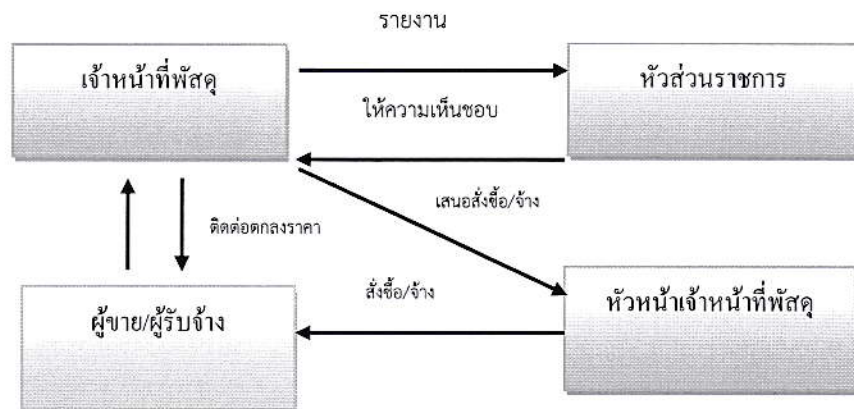 รายงาน
เจ้าหน้าที่พัสดุ
หัวส่วนราชการ
ให้ความเห็นชอบ
เสนอสั่งซื้อ/จ้าง
ติดต่อตกลงราคา
สั่งซื้อ/จ้าง
ผู้ขาย/ผู้รับจ้าง
หัวหน้าเจ้าหน้าที่พัสดุ